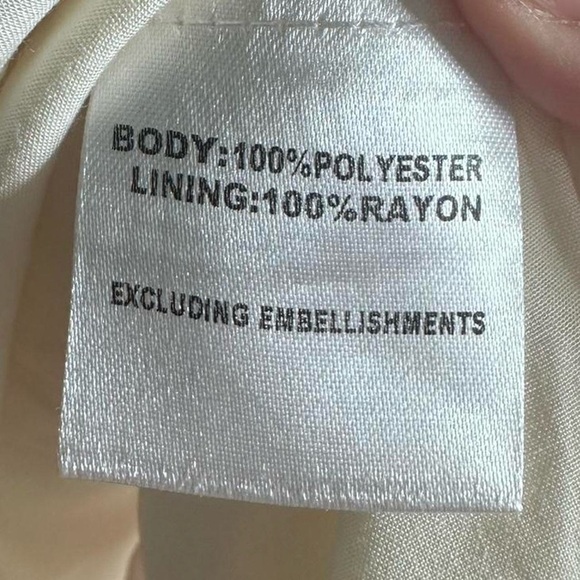 BODY:100%POLYESTER
LINING:100%RAYON
EXCLUDING EMBELLISHMENTS